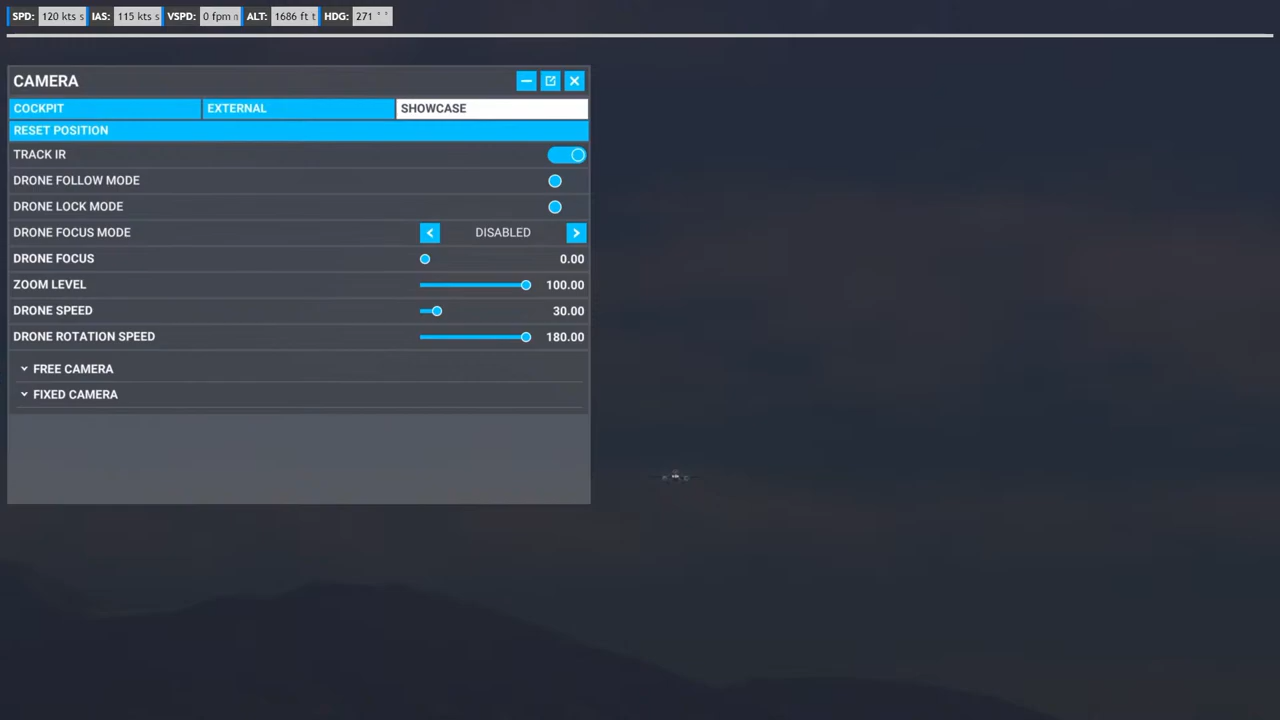 SPD: 120 kts s IAS: 115 kts s VSPD: 0 fpm ALT: 1686 ft t HDG: 271 ° °
CAMERA
COCKPIT EXTERNAL SHOWCASE
RESET POSITION
TRACK IR
DRONE FOLLOW MODE
DRONE LOCK MODE
DRONE FOCUS MODE DISABLED
DRONE FOCUS 0.00
ZOOM LEVEL 100.00
DRONE SPEED 30.00
DRONE ROTATION SPEED 180.00
FREE CAMERA
FIXED CAMERA